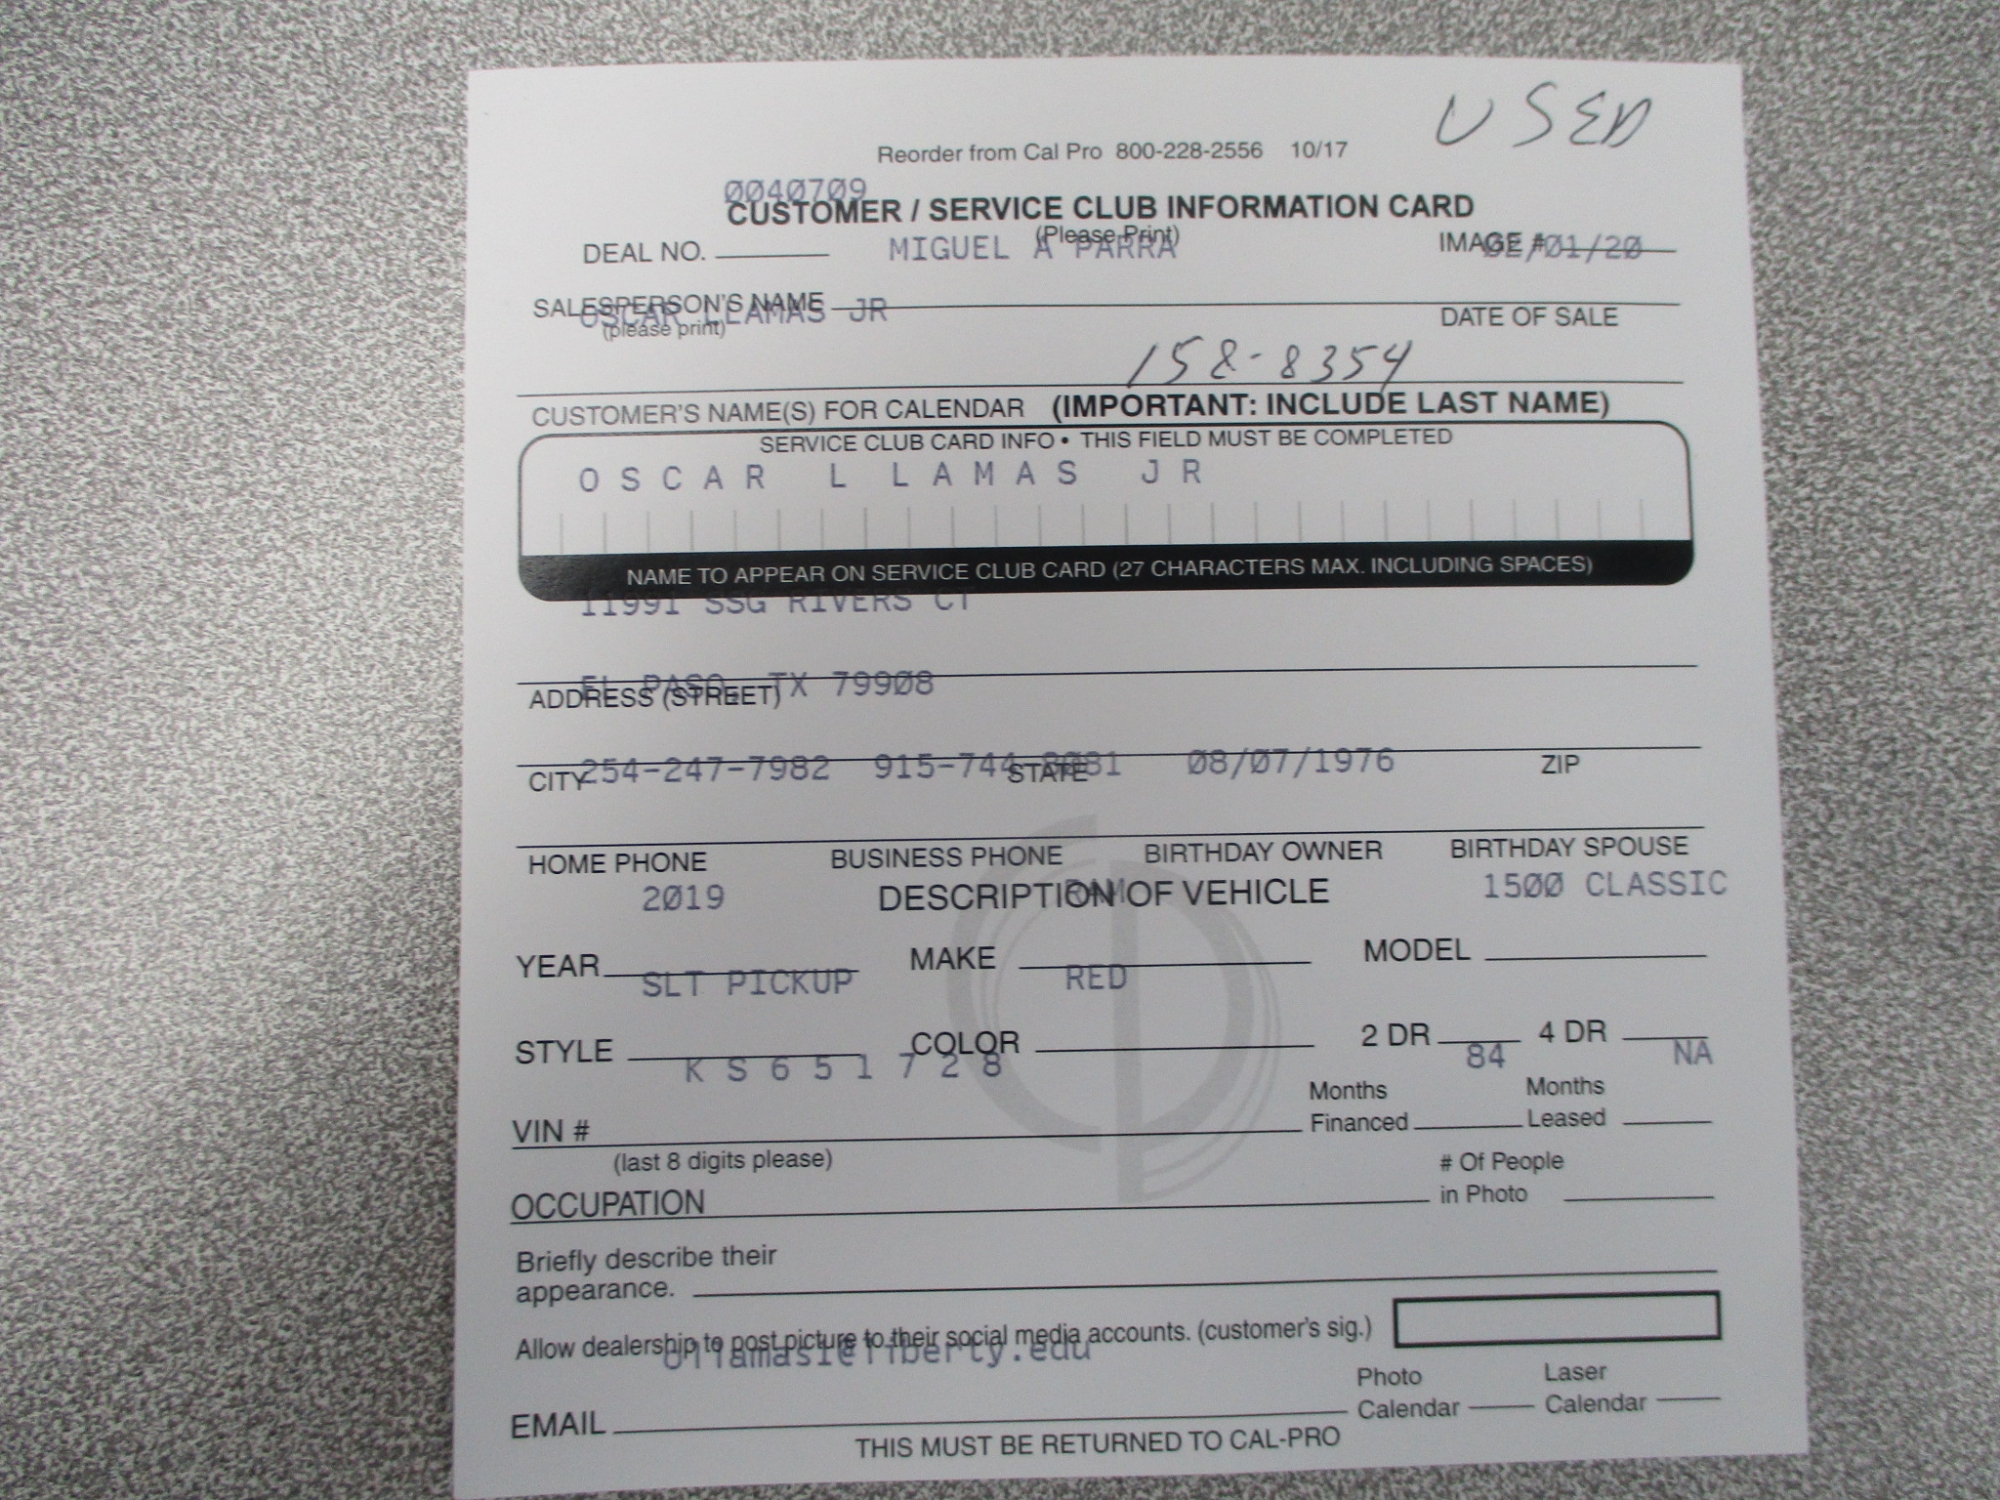 USED
Reorder from Cal Pro 800-228-2556 10/17
0040709
CUSTOMER / SERVICE CLUB INFORMATION CARD
(Please Print)
DEAL NO. MIGUEL A PARRA IMAGE # /01/20
SALESPERSON'S NAME
OSCAR LLAMAS JR
(please print) DATE OF SALE
158-8354
CUSTOMER'S NAME(S) FOR CALENDAR (IMPORTANT: INCLUDE LAST NAME)
SERVICE CLUB CARD INFO • THIS FIELD MUST BE COMPLETED
OSCAR L LAMAS JR
NAME TO APPEAR ON SERVICE CLUB CARD (27 CHARACTERS MAX. INCLUDING SPACES)
11991 SSG RIVERS CT
EL PASO, TX 79908
ADDRESS (STREET)
254-247-7982 915-744- 08/07/1976
CITY STATE ZIP
HOME PHONE BUSINESS PHONE BIRTHDAY OWNER BIRTHDAY SPOUSE
2019 RAM 1500 CLASSIC
DESCRIPTION OF VEHICLE
YEAR MAKE MODEL
SLT PICKUP RED
STYLE COLOR 2 DR 4 DR
KS651728 84 NA
VIN # Months Financed Months Leased
(last 8 digits please)
OCCUPATION # Of People in Photo
Briefly describe their
appearance.
Allow dealership to post picture to their social media accounts. (customer's sig.)
EMAIL Photo Calendar Laser Calendar
THIS MUST BE RETURNED TO CAL-PRO